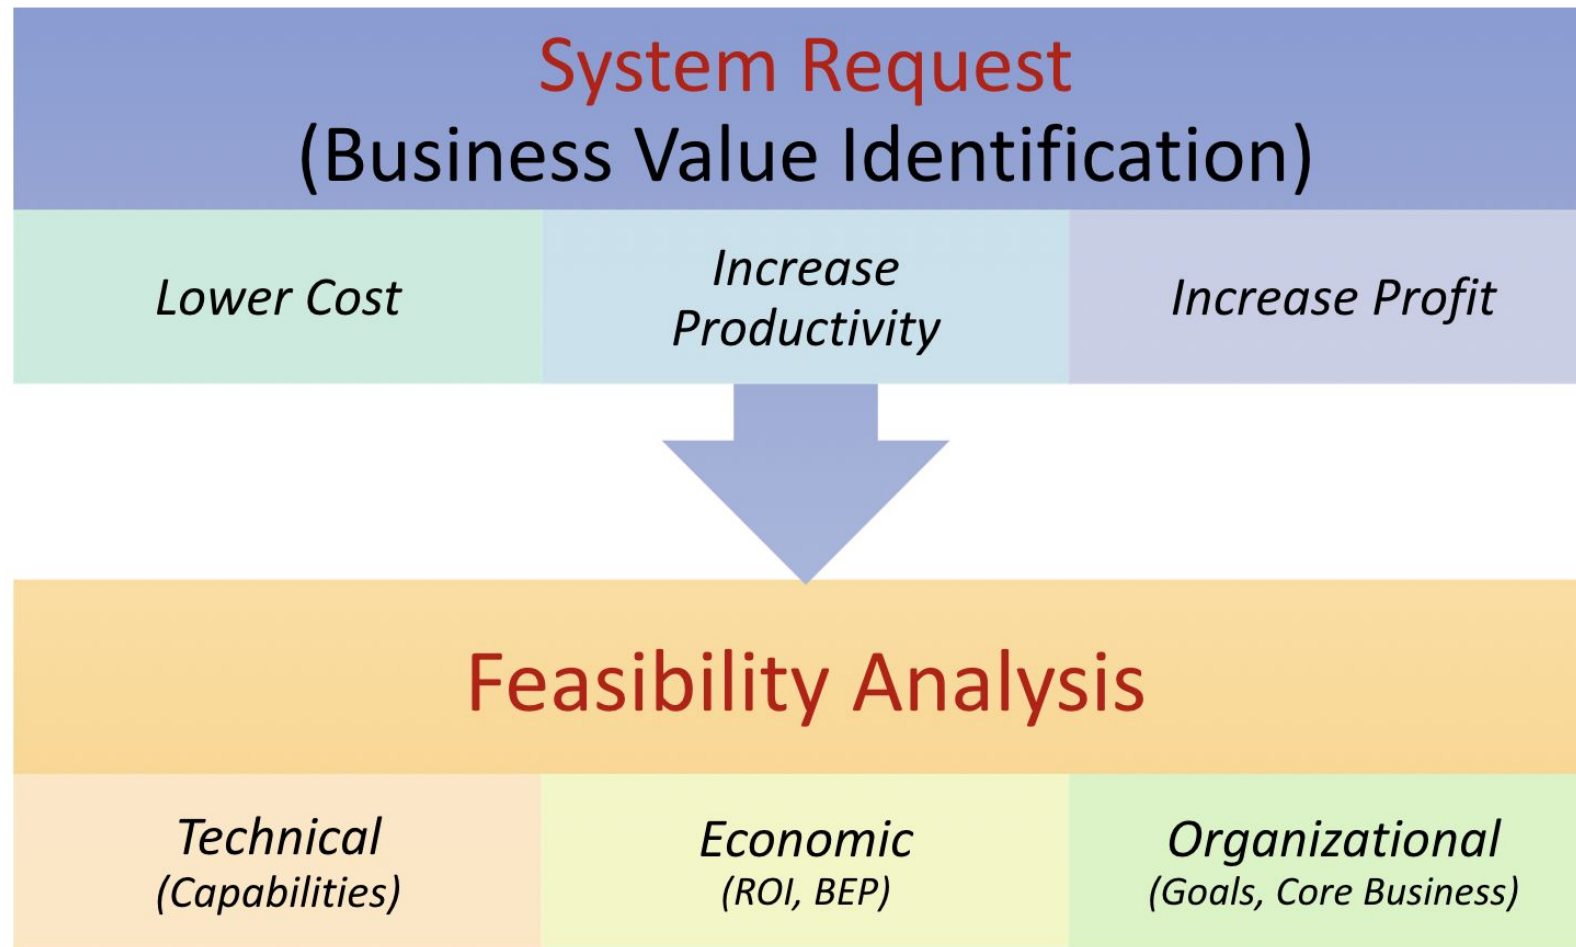 System Request
(Business Value Identification)
Lower Cost
Increase
Productivity
Increase Profit
Feasibility Analysis
Technical
(Capabilities)
Economic
(ROI, BEP)
Organizational
(Goals, Core Business)